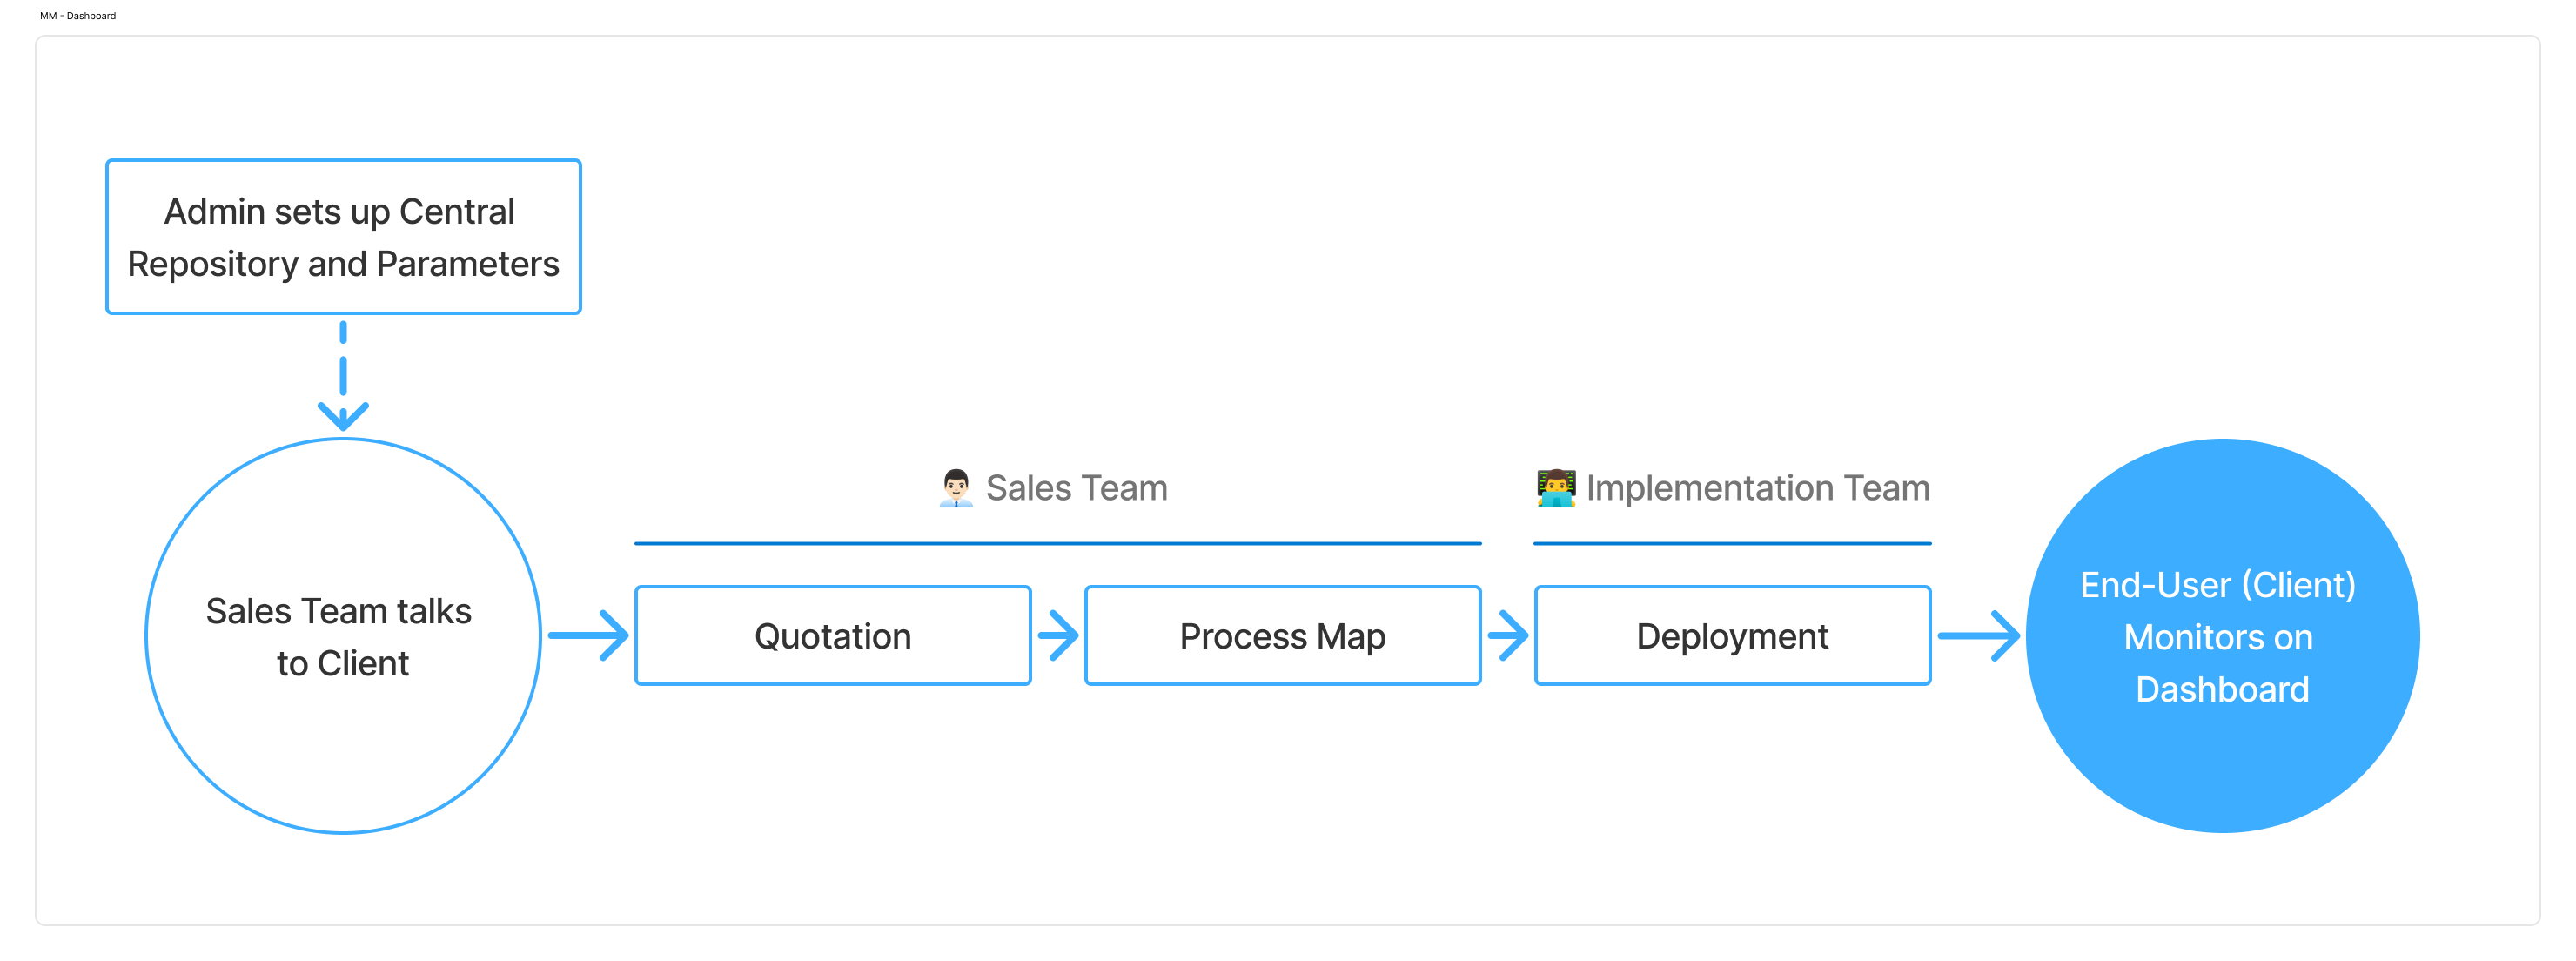 MM - Dashboard
Admin sets up Central
Repository and Parameters
Sales Team talks
to Client
Sales Team
Quotation
Process Map
Implementation Team
Deployment
End-User (Client)
Monitors on
Dashboard